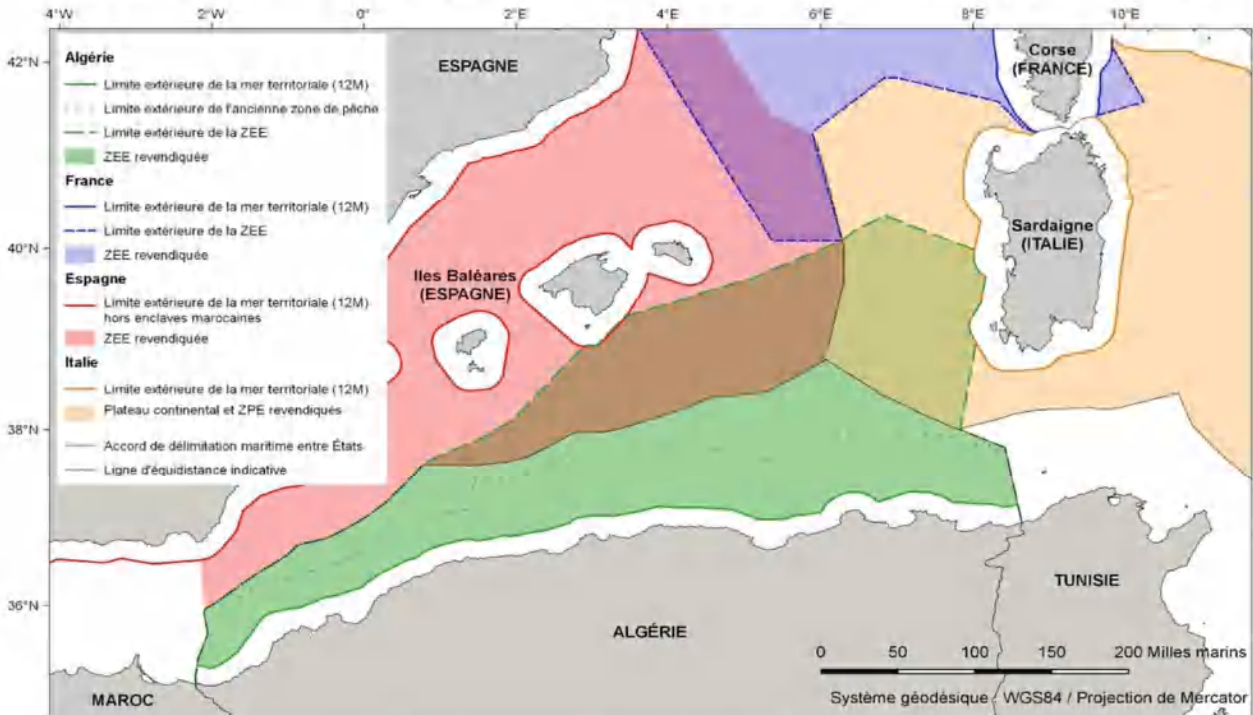 4°W 2°W 0° 2°E 4°E 6°E 8°E 10°E
42°N
40°N
38°N
36°N
Algérie
Limite extérieure de la mer territoriale (12M)
Limite extérieure de l'ancienne zone de pêche
Limite extérieure de la ZEE
ZEE revendiquée
France
Limite extérieure de la mer territoriale (12M)
Limite extérieure de la ZEE
ZEE revendiquée
Espagne
Limite extérieure de la mer territoriale (12M)
hors enclaves marocaines
ZEE revendiquée
Italie
Limite extérieure de la mer territoriale (12M)
Plateau continental et ZPE revendiqués
Accord de délimitation maritime entre États
Ligne d'équidistance indicative
ESPAGNE
Corse
(FRANCE)
Sardaigne
(ITALIE)
Iles Baléares
(ESPAGNE)
TUNISIE
ALGÉRIE
MAROC
0 50 100 150 200 Milles marins
Système géodésique : WGS84 / Projection de Mercator